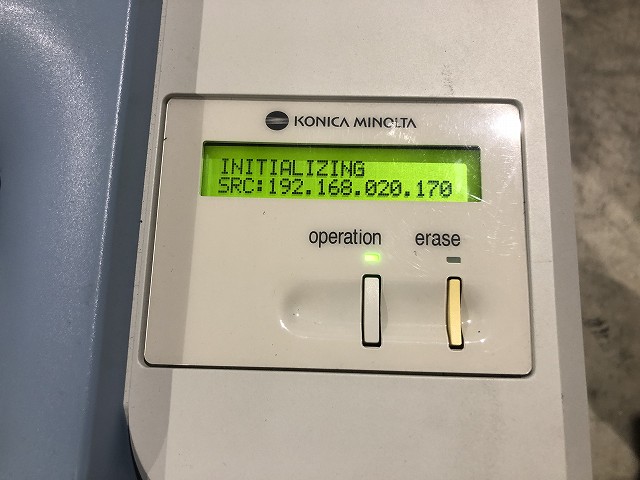 KONICA MINOLTA
INITIALIZING
SRC:192.168.020.170
operation erase